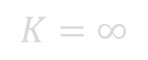 K = ∞